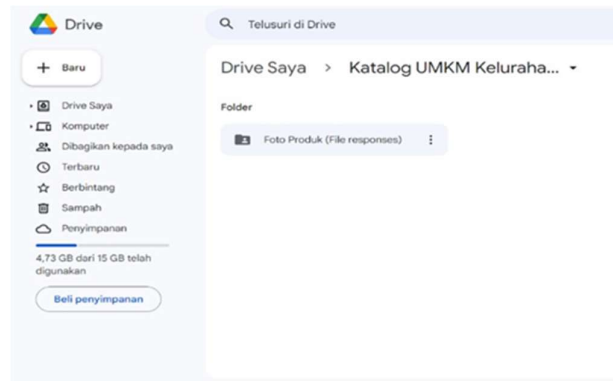 Drive
Telusuri di Drive
Baru
Drive Saya > Katalog UMKM Keluraha...
Drive Saya
Komputer
Dibagikan kepada saya
Terbaru
Berbintang
Sampah
Penyimpanan
4,73 GB dari 15 GB telah
digunakan
Beli penyimpanan
Folder
Foto Produk (File responses)